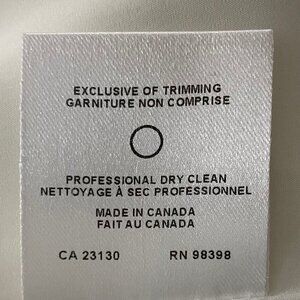 EXCLUSIVE OF TRIMMING
GARNITURE NON COMPRISE
PROFESSIONAL DRY CLEAN
NETTOYAGE À SEC PROFESSIONNEL
MADE IN CANADA
FAIT AU CANADA
CA 23130 RN 98398